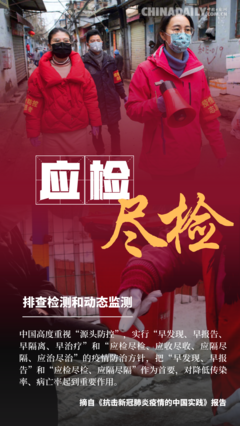 CHINADAILY
应检
尽检
排查检测和动态监测
中国高度重视“源头防控”，实行“早发现、早报告、
早隔离、早治疗”和“应检尽检、应收尽收、应隔尽
隔、应治尽治”的疫情防治方针，把“早发现、早报
告”和“应检尽检、应隔尽隔”作为首要，对降低传染
率、病亡率起到重要作用。
摘自《抗击新冠肺炎疫情的中国实践》报告